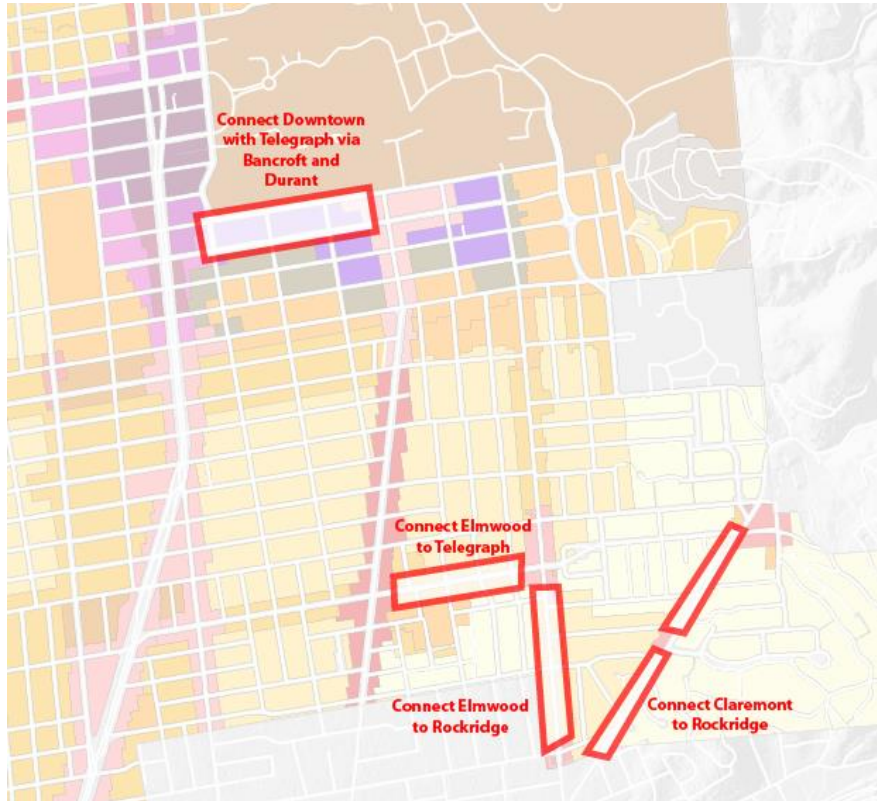 Connect Downtown
with Telegraph via
Bancroft and
Durant
Connect Elmwood
to Telegraph
Connect Elmwood
to Rockridge
Connect Claremont
to Rockridge